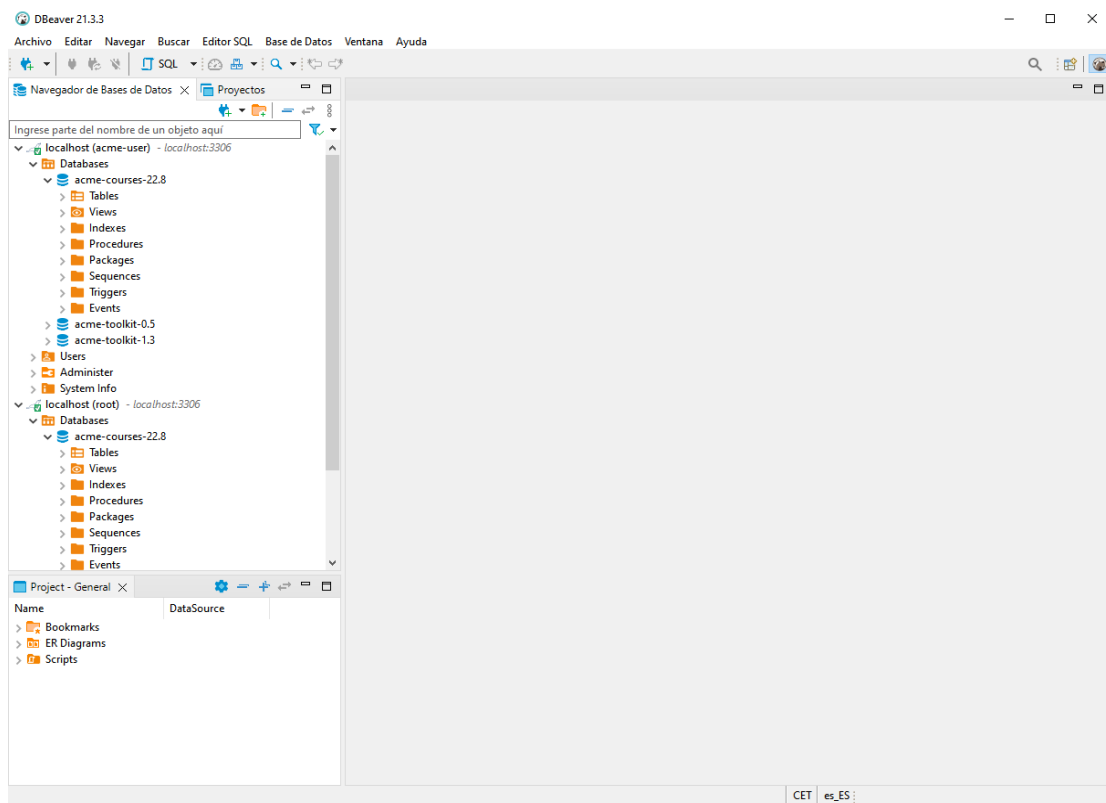 DBeaver 21.3.3
Archivo Editar Navegar Buscar Editor SQL Base de Datos Ventana Ayuda
SQL
Navegador de Bases de Datos Proyectos
Ingrese parte del nombre de un objeto aquí
localhost (acme-user) - localhost:3306
Databases
acme-courses-22.8
Tables
Views
Indexes
Procedures
Packages
Sequences
Triggers
Events
acme-toolkit-0.5
acme-toolkit-1.3
Users
Administer
System Info
localhost (root) - localhost:3306
Databases
acme-courses-22.8
Tables
Views
Indexes
Procedures
Packages
Sequences
Triggers
Events
Project - General
Name DataSource
Bookmarks
ER Diagrams
Scripts
CET es_ES